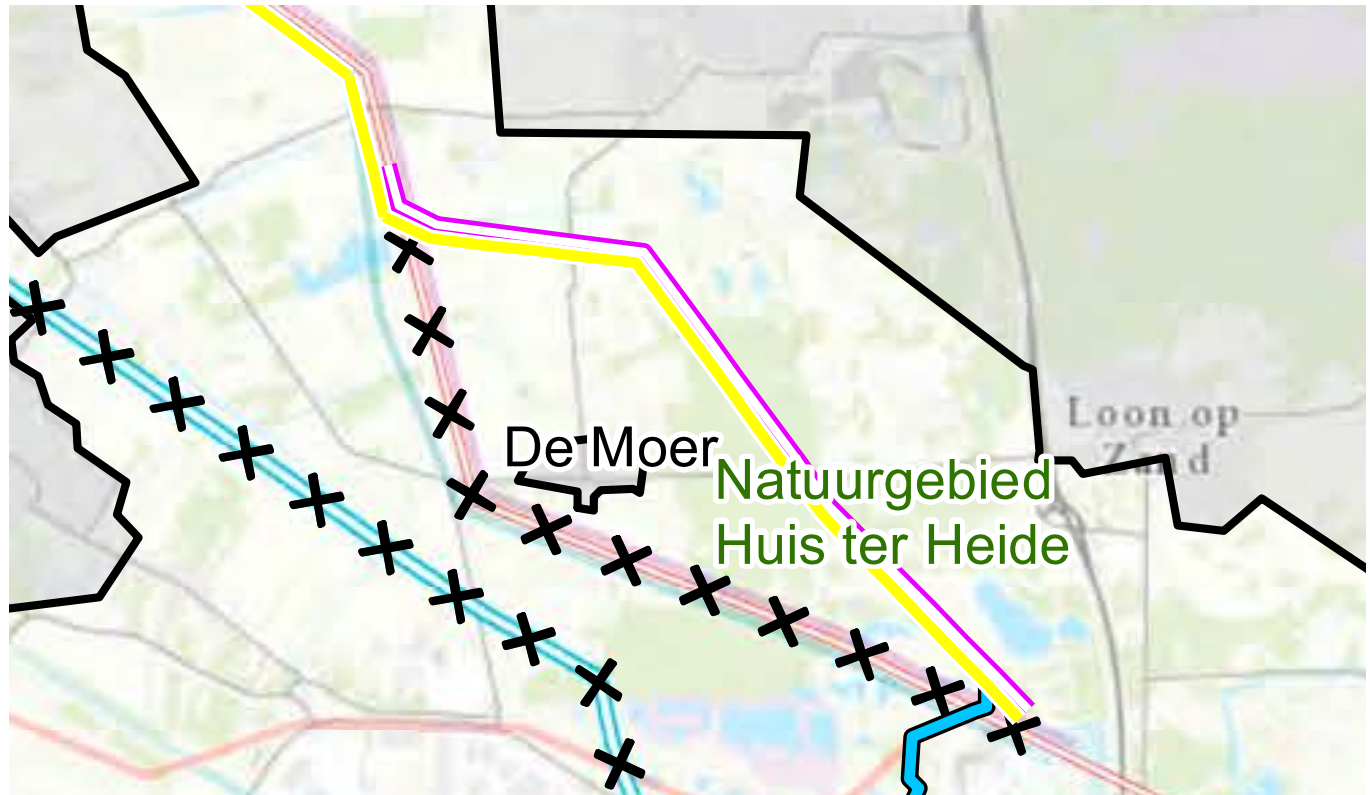 Loon op
Zand
De Moer
Natuurgebied
Huis ter Heide